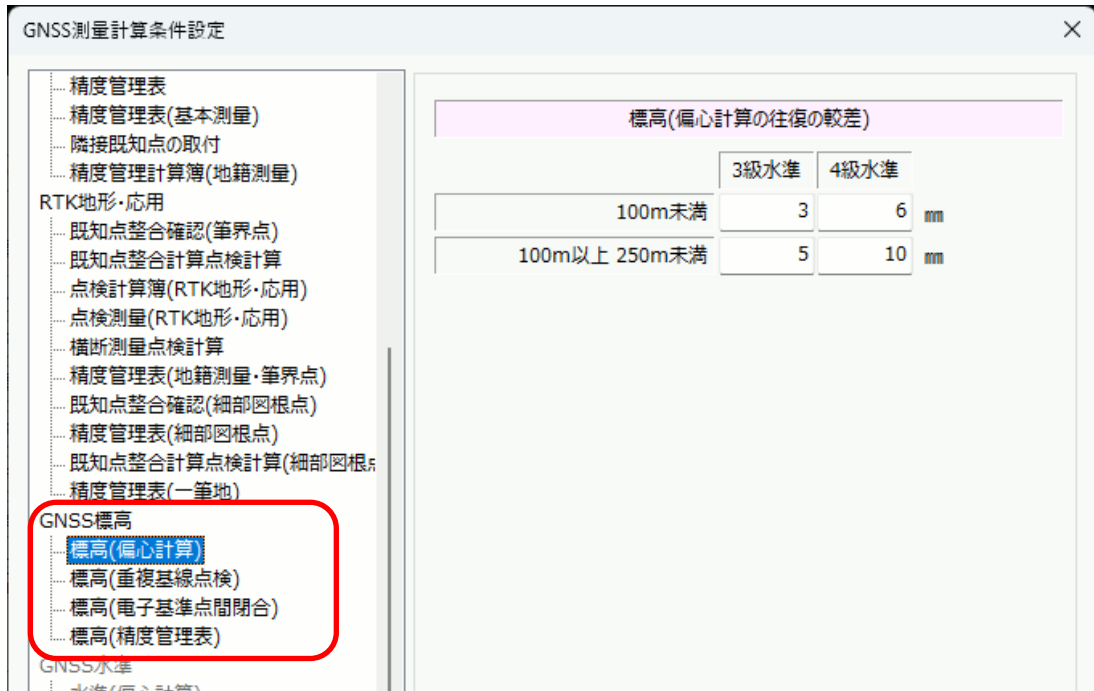 GNSS測量計算条件設定
精度管理表
精度管理表(基本測量)
隣接既知点の取付
精度管理計算簿(地籍測量)
RTK地形・応用
既知点整合確認(筆界点)
既知点整合計算点検計算
点検計算簿(RTK地形・応用)
点検測量(RTK地形・応用)
横断測量点検計算
精度管理表(地籍測量・筆界点)
既知点整合確認(細部図根点)
精度管理表(細部図根点)
既知点整合計算点検計算(細部図根
精度管理表(一筆地)
GNSS標高
標高(偏心計算)
標高(重複基線点検)
標高(電子基準点間閉合)
標高(精度管理表)
GNSS水準
水準(偏心計算)
標高(偏心計算の往復の較差)
3級水準 4級水準
100m未満 3 6 ㎜
100m以上 250m未満 5 10 ㎜